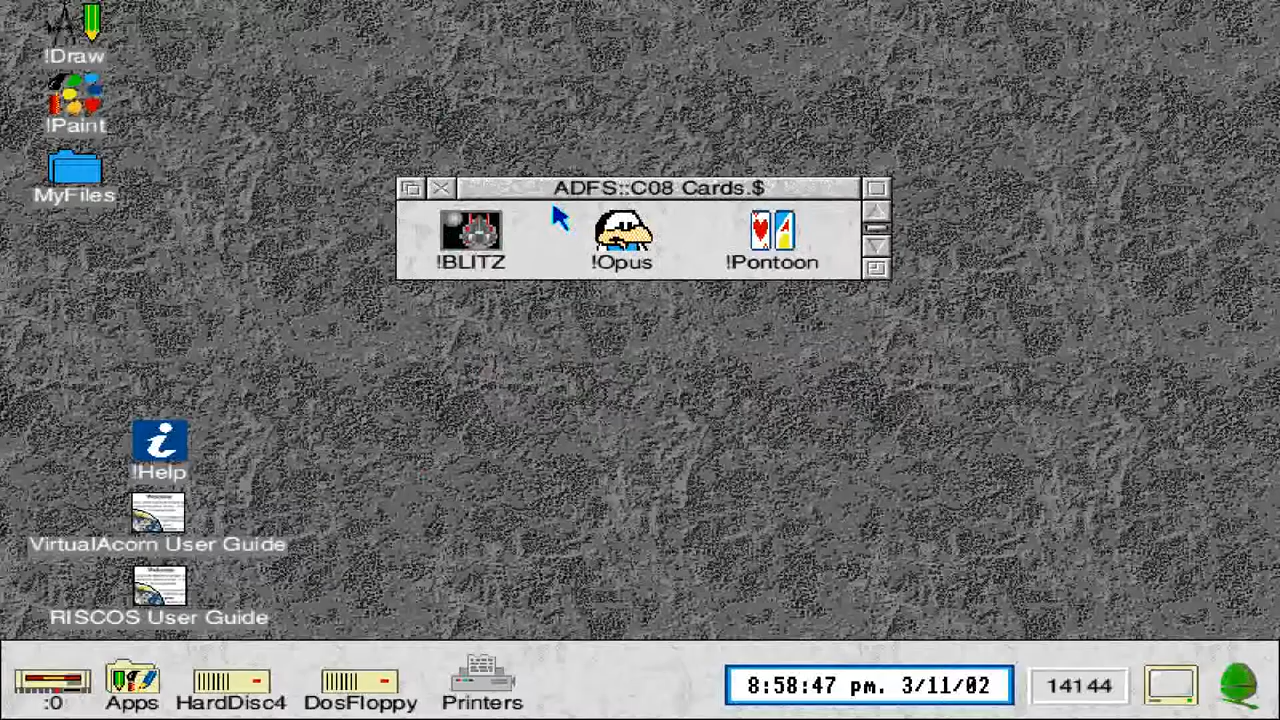 !Draw
!Paint
MyFiles
ADFS::C08 Cards.$
!BLITZ
!Opus
!Pontoon
!Help
VirtualAcorn User Guide
RISCOS User Guide
:0
Apps
HardDisc4
DosFloppy
Printers
8:58:47 pm. 3/11/02
14144